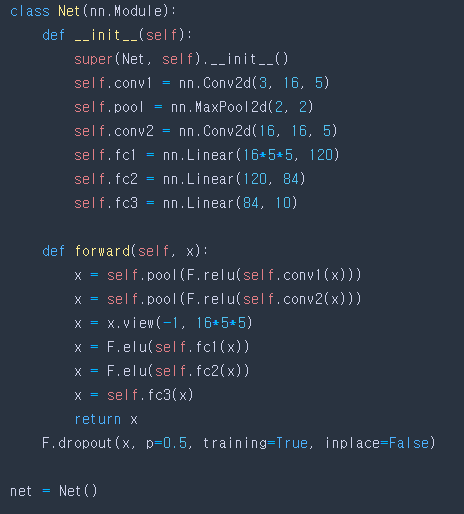 class Net(nn.Module):
    def __init__(self):
        super(Net, self).__init__()
        self.conv1 = nn.Conv2d(3, 16, 5)
        self.pool = nn.MaxPool2d(2, 2)
        self.conv2 = nn.Conv2d(16, 16, 5)
        self.fc1 = nn.Linear(16*5*5, 120)
        self.fc2 = nn.Linear(120, 84)
        self.fc3 = nn.Linear(84, 10)

    def forward(self, x):
        x = self.pool(F.relu(self.conv1(x)))
        x = self.pool(F.relu(self.conv2(x)))
        x = x.view(-1, 16*5*5)
        x = F.elu(self.fc1(x))
        x = F.elu(self.fc2(x))
        x = self.fc3(x)
        return x
    F.dropout(x, p=0.5, training=True, inplace=False)

net = Net()